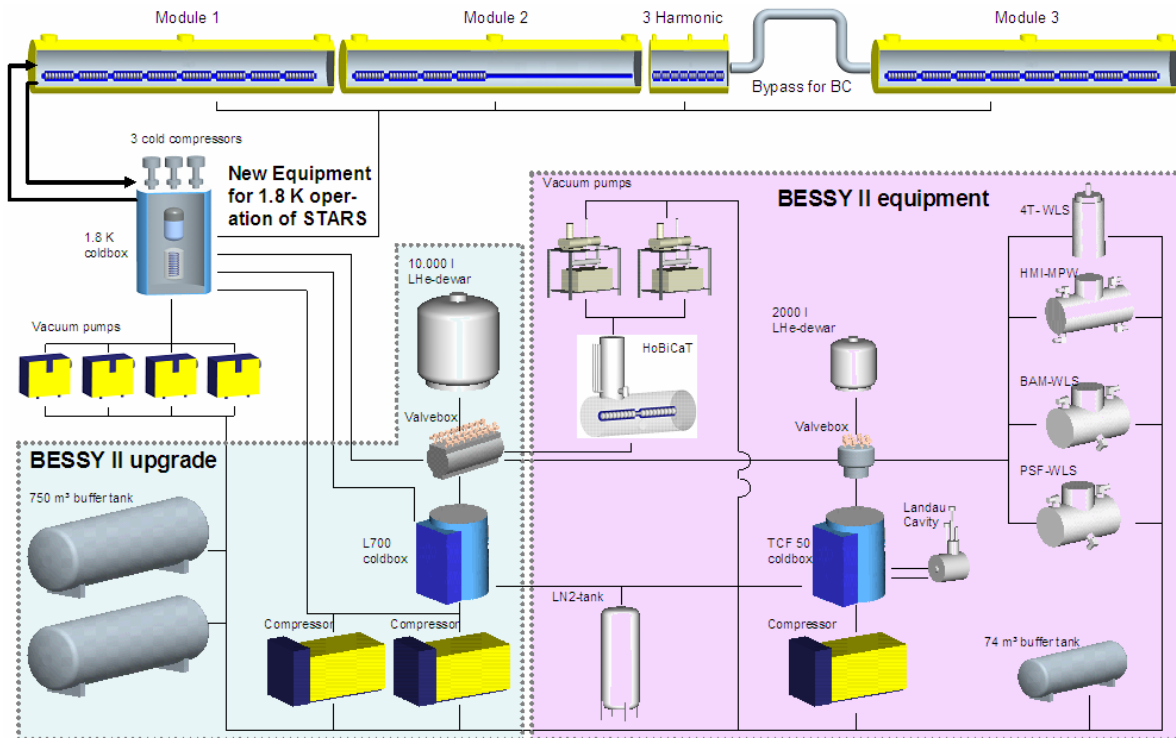 Module 1
Module 2
3 Harmonic
Module 3
Bypass for BC
3 cold compressors
New Equipment
for 1.8 K oper-
ation of STARS
1.8 K
coldbox
Vacuum pumps
BESSY II upgrade
750 m³ buffer tank
10.000 l
LHe-dewar
Valvebox
L700
coldbox
Compressor
Compressor
Vacuum pumps
BESSY II equipment
HoBiCaT
2000 l
LHe-dewar
Valvebox
4T- WLS
HMI-MPW
BAM-WLS
PSF-WLS
Landau
Cavity
TCF 50
coldbox
LN2-tank
Compressor
74 m³ buffer tank